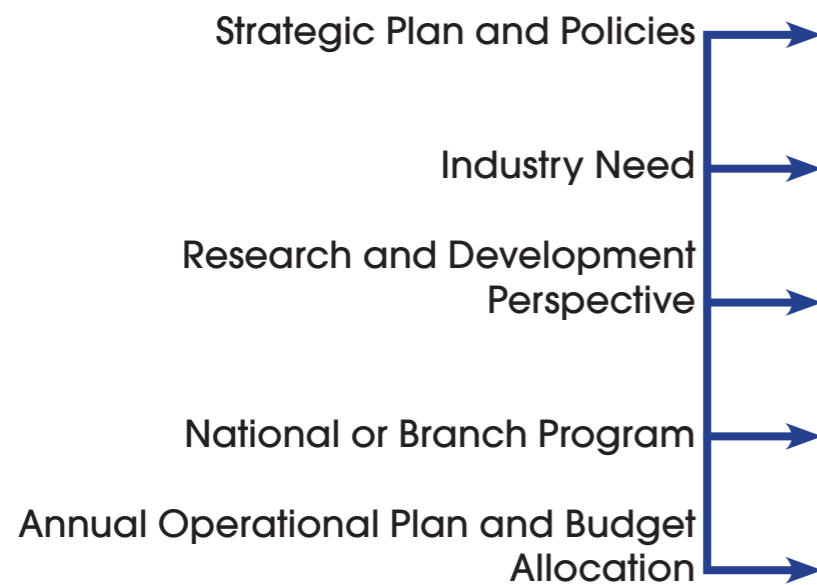 Strategic Plan and Policies
Industry Need
Research and Development
Perspective
National or Branch Program
Annual Operational Plan and Budget
Allocation